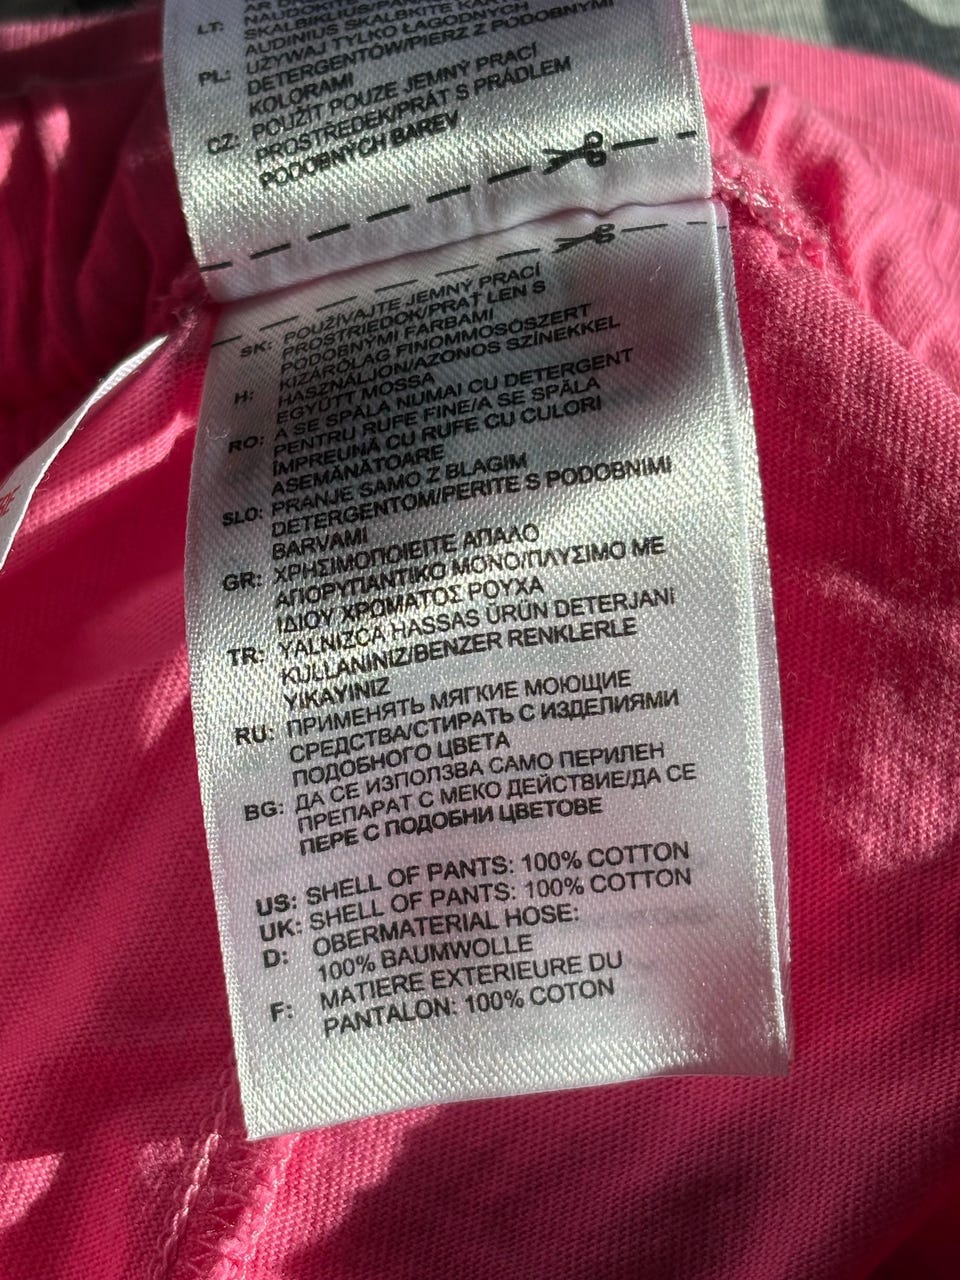 LT:
SKALBIKLIUS/
AUDINIUS SKALBKITE KARTU
PL: UŻYWAJ TYLKO ŁAGODNYCH
DETERGENTÓW/PIERZ Z PODOBNYMI
KOLORAMI
CZ: POUŽÍT POUZE JEMNÝ PRACÍ
PROSTŘEDEK/PRÁT S PRÁDLEM
PODOBNÝCH BAREV
SK: POUŽÍVAJTE JEMNÝ PRACÍ
PROSTRIEDOK/PRAŤ LEN S
PODOBNÝMI FARBAMI
H: KIZÁRÓLAG FINOMMOSÓSZERT
HASZNÁLJON/AZONOS SZÍNEKKEL
EGYÜTT MOSSA
RO: A SE SPĂLA NUMAI CU DETERGENT
PENTRU RUFE FINE/A SE SPĂLA
ÎMPREUNĂ CU RUFE CU CULORI
ASEMĂNĂTOARE
SLO: PRANJE SAMO Z BLAGIM
DETERGENTOM/PERITE S PODOBNIMI
BARVAMI
GR: ΧΡΗΣΙΜΟΠΟΙΕΙΤΕ ΑΠΑΛΟ
ΑΠΟΡΥΠΑΝΤΙΚΟ ΜΟΝΟ/ΠΛΥΣΙΜΟ ΜΕ
ΙΔΙΟΥ ΧΡΩΜΑΤΟΣ ΡΟΥΧΑ
TR: YALNIZCA HASSAS ÜRÜN DETERJANI
KULLANINIZ/BENZER RENKLERLE
YIKAYINIZ
RU: ПРИМЕНЯТЬ МЯГКИЕ МОЮЩИЕ
СРЕДСТВА/СТИРАТЬ С ИЗДЕЛИЯМИ
ПОДОБНОГО ЦВЕТА
BG: ДА СЕ ИЗПОЛЗВА САМО ПЕРИЛЕН
ПРЕПАРАТ С МЕКО ДЕЙСТВИЕ/ДА СЕ
ПЕРЕ С ПОДОБНИ ЦВЕТОВЕ
US: SHELL OF PANTS: 100% COTTON
UK: SHELL OF PANTS: 100% COTTON
D: OBERMATERIAL HOSE:
100% BAUMWOLLE
F: MATIERE EXTERIEURE DU
PANTALON: 100% COTON